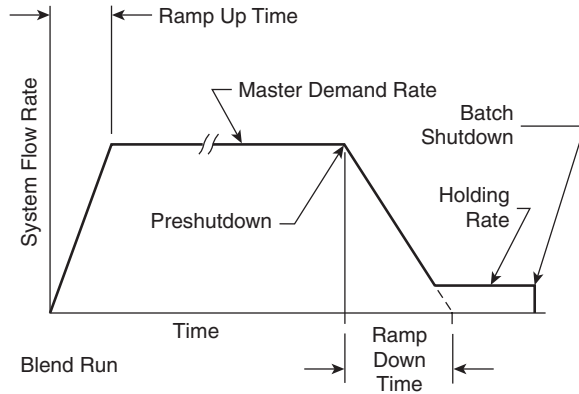 Ramp Up Time
System Flow Rate
Master Demand Rate
Batch
Shutdown
Preshutdown
Holding
Rate
Time
Ramp
Down
Time
Blend Run